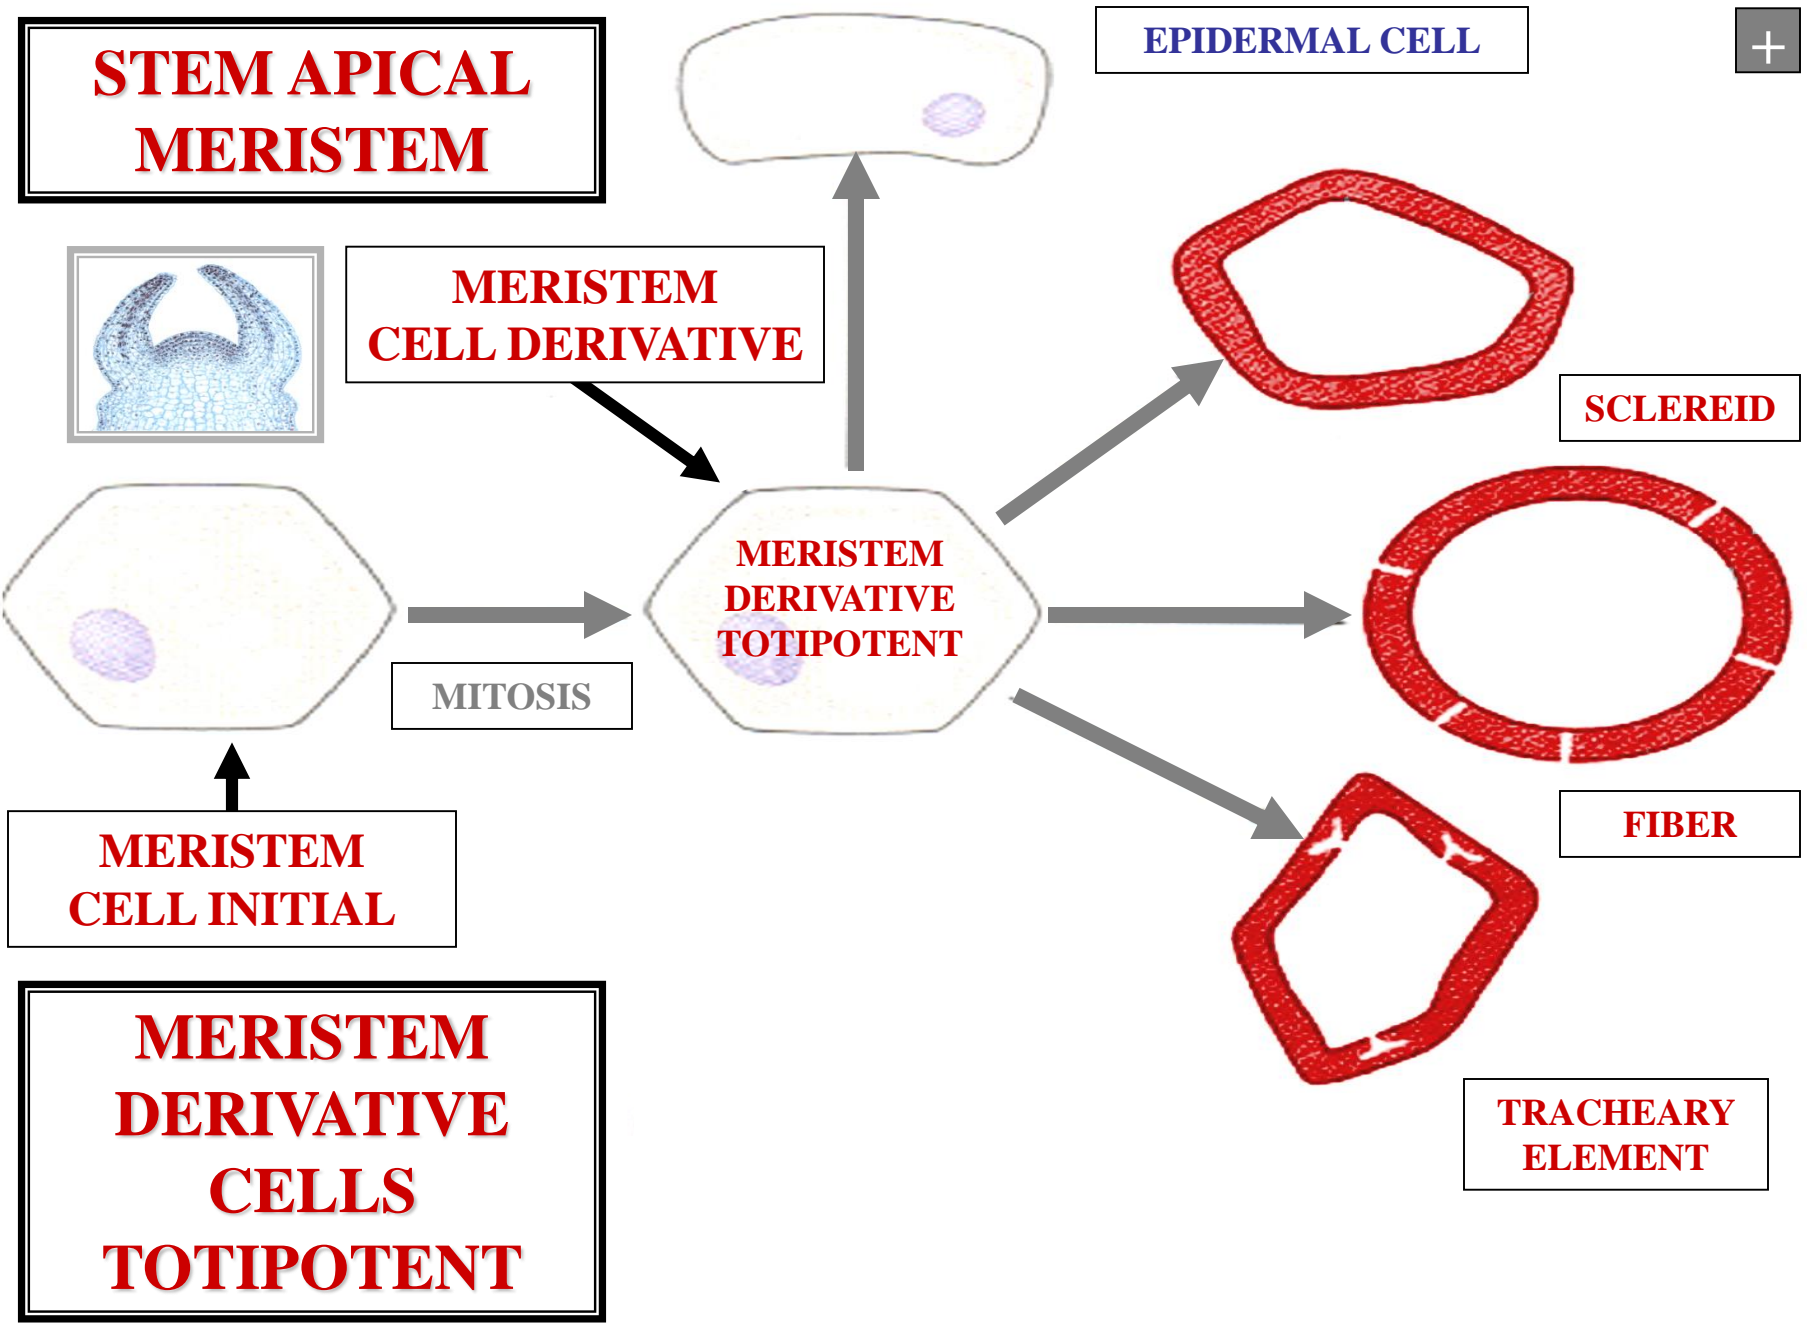 STEM APICAL
MERISTEM
EPIDERMAL CELL
+
MERISTEM
CELL DERIVATIVE
SCLEREID
MERISTEM
DERIVATIVE
TOTIPOTENT
MITOSIS
FIBER
MERISTEM
CELL INITIAL
MERISTEM
DERIVATIVE
CELLS
TOTIPOTENT
TRACHEARY
ELEMENT